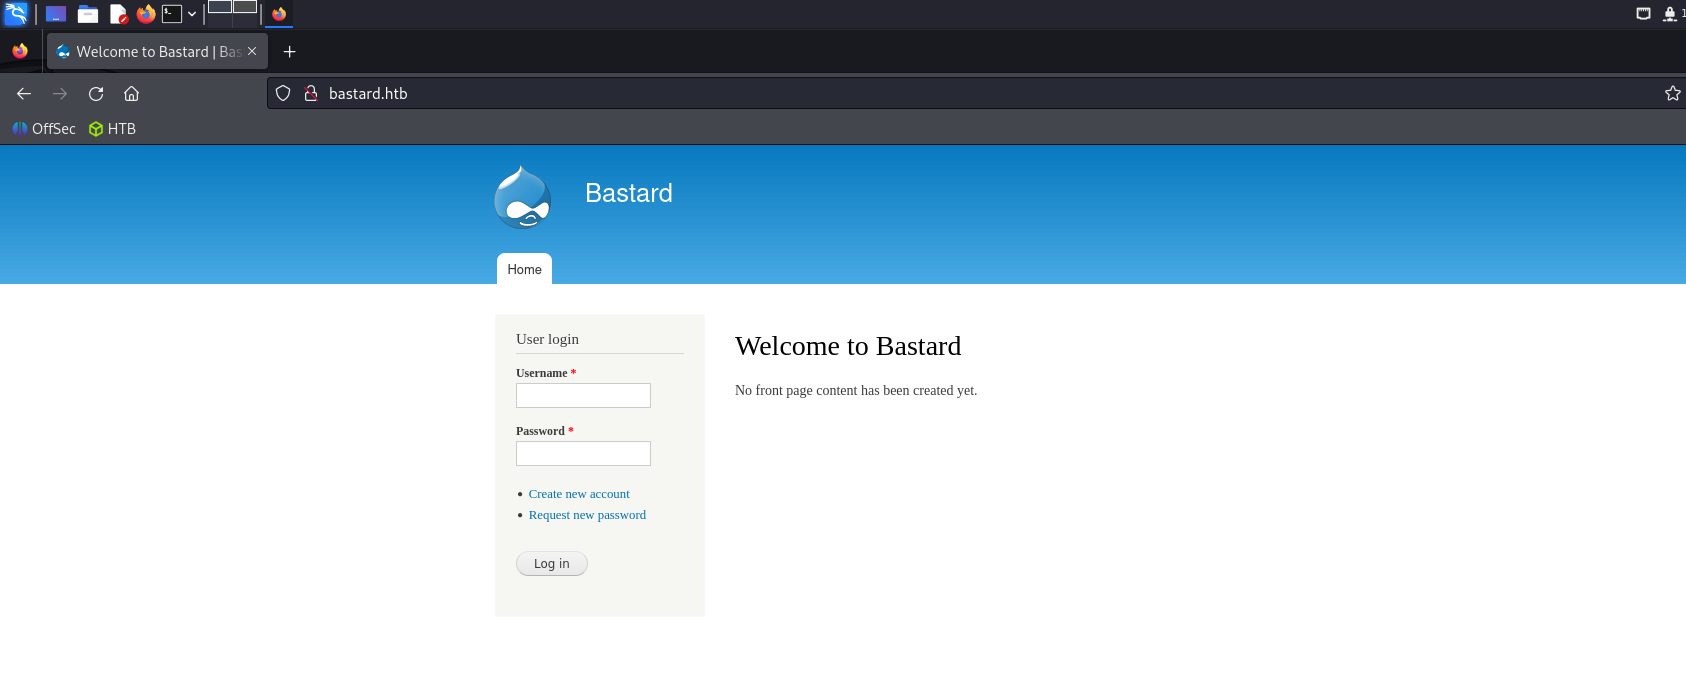 Welcome to Bastard | Bas
bastard.htb
OffSec HTB
Bastard
Home
User login
Welcome to Bastard
Username *
No front page content has been created yet.
Password *
Create new account
Request new password
Log in